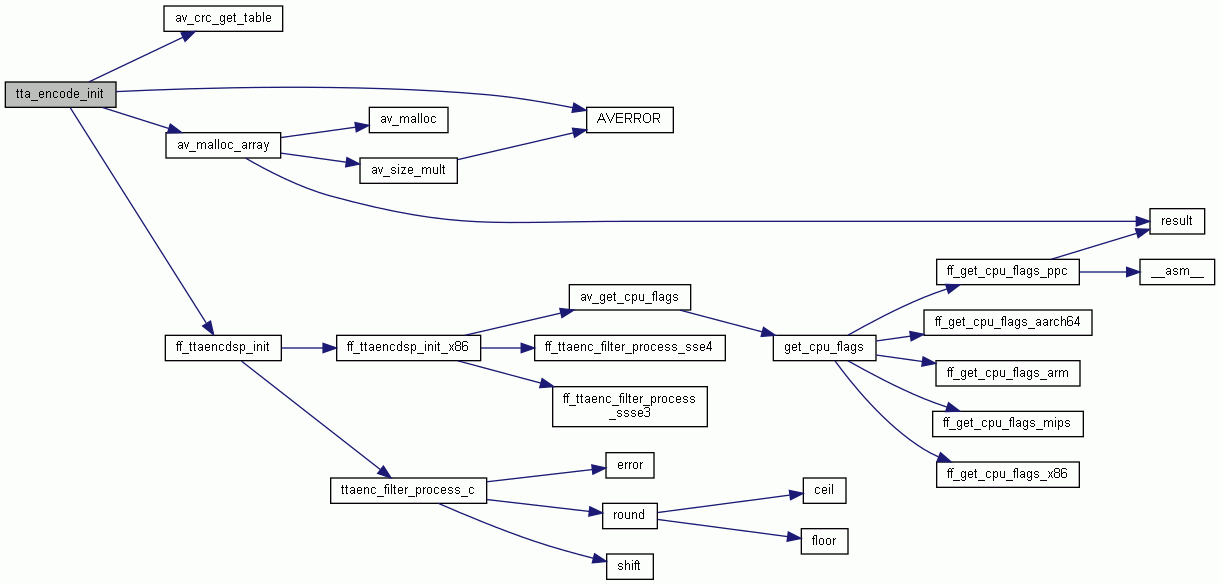 av_crc_get_table
tta_encode_init
av_malloc
AVERROR
av_malloc_array
av_size_mult
result
ff_get_cpu_flags_ppc
__asm__
av_get_cpu_flags
ff_get_cpu_flags_aarch64
ff_ttaencdsp_init
ff_ttaencdsp_init_x86
ff_ttaenc_filter_process_sse4
get_cpu_flags
ff_get_cpu_flags_arm
ff_ttaenc_filter_process
_ssse3
ff_get_cpu_flags_mips
ff_get_cpu_flags_x86
error
ttaenc_filter_process_c
ceil
round
floor
shift